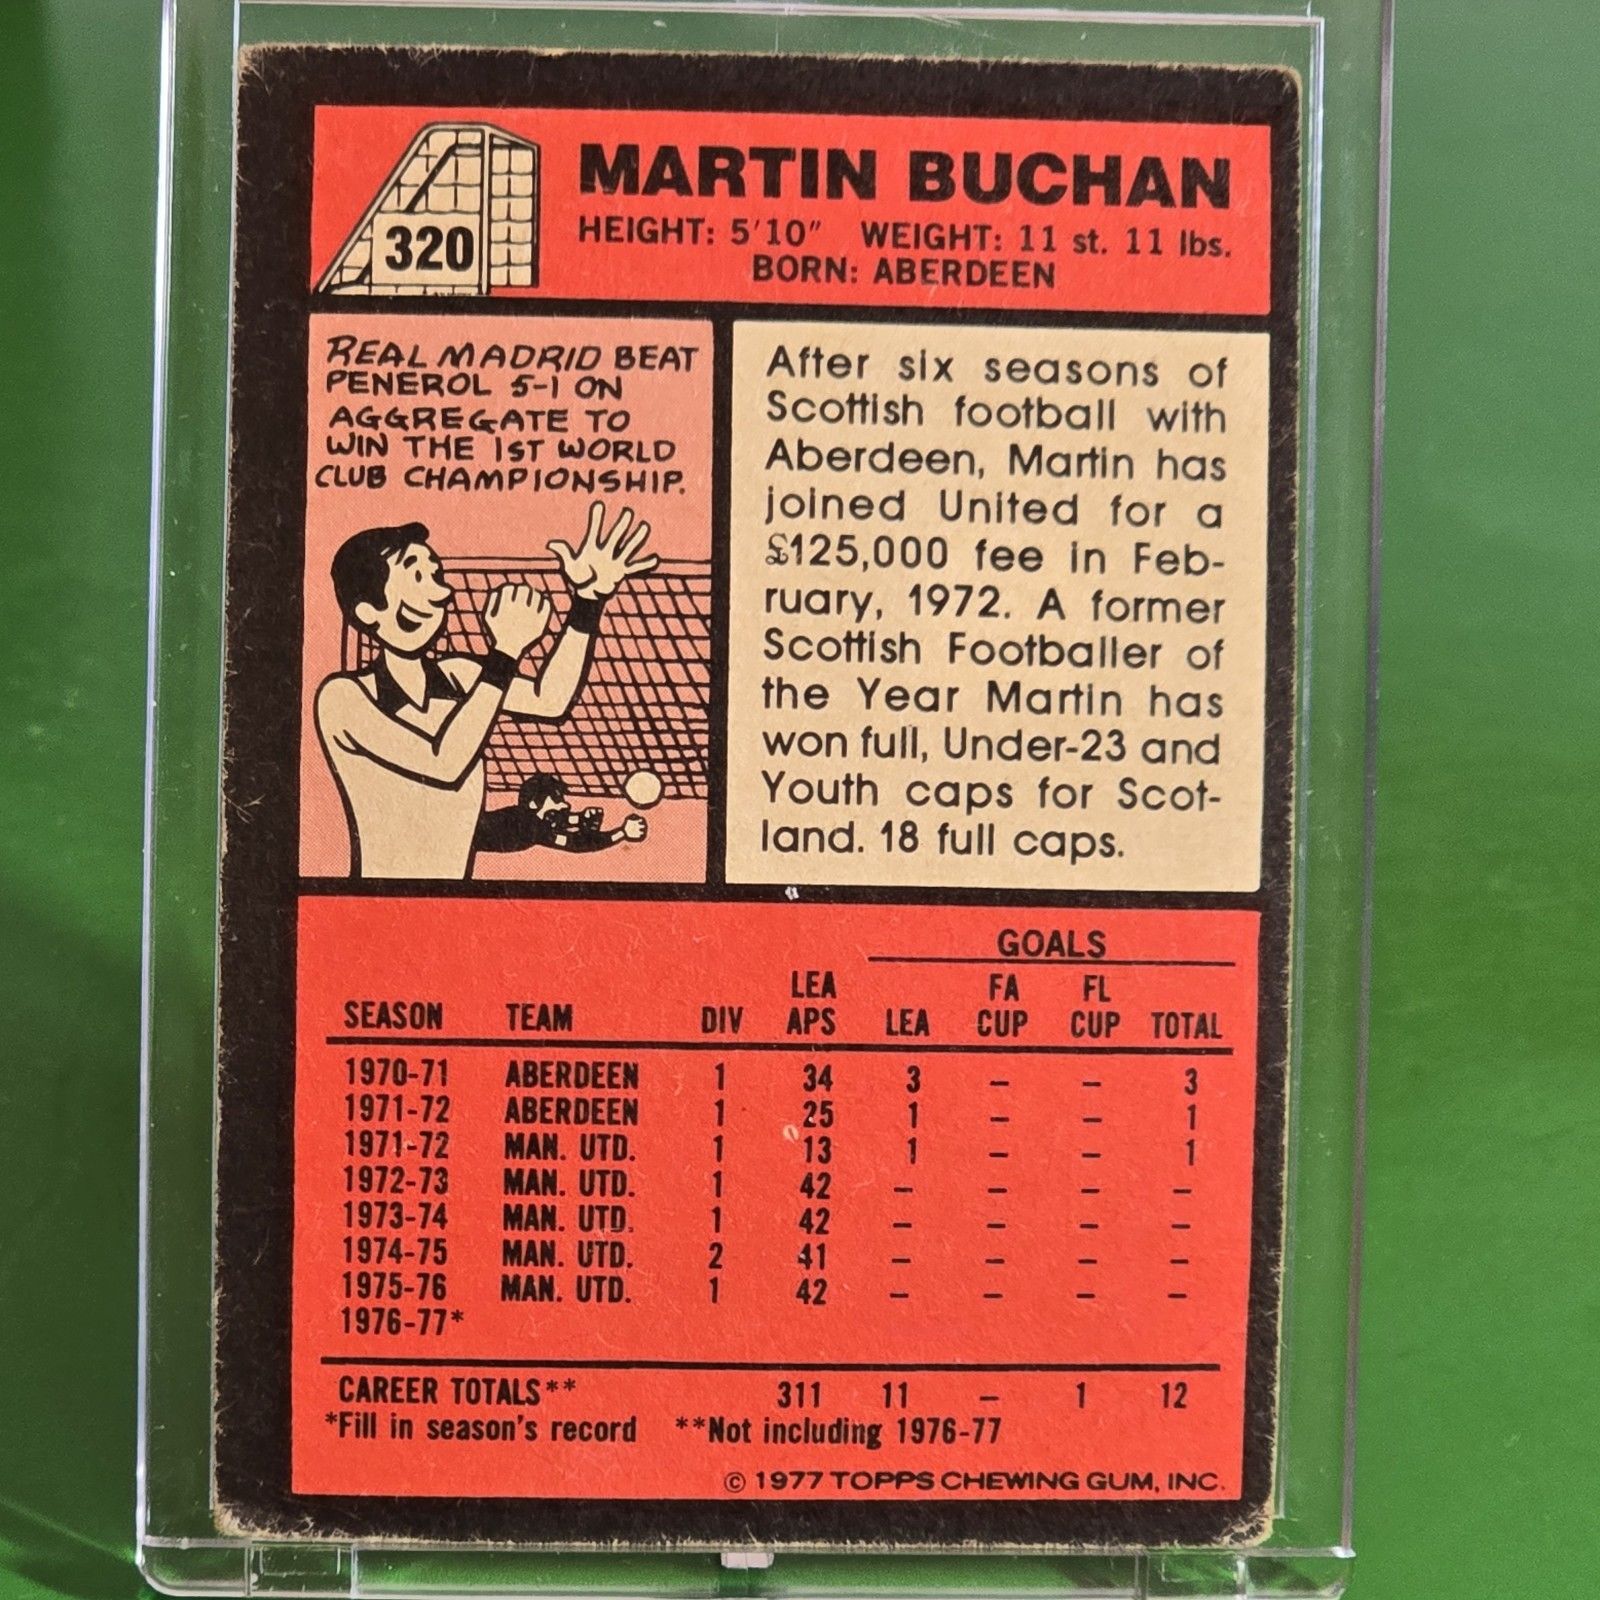 320
MARTIN BUCHAN
HEIGHT: 5'10" WEIGHT: 11 st. 11 lbs.
BORN: ABERDEEN
REAL MADRID BEAT
PENEROL 5-1 ON
AGGREGATE TO
WIN THE 1ST WORLD
CLUB CHAMPIONSHIP.
After six seasons of
Scottish football with
Aberdeen, Martin has
joined United for a
£125,000 fee in Feb-
ruary, 1972. A former
Scottish Footballer of
the Year Martin has
won full, Under-23 and
Youth caps for Scot-
land. 18 full caps.
GOALS
LEA FA FL
SEASON TEAM DIV APS LEA CUP CUP TOTAL
1970-71 ABERDEEN 1 34 3 – – 3
1971-72 ABERDEEN 1 25 1 – – 1
1971-72 MAN. UTD. 1 13 1 – – 1
1972-73 MAN. UTD. 1 42 – – – –
1973-74 MAN. UTD. 1 42 – – – –
1974-75 MAN. UTD. 2 41 – – – –
1975-76 MAN. UTD. 1 42 – – – –
1976-77*
CAREER TOTALS** 311 11 – 1 12
*Fill in season's record **Not including 1976-77
© 1977 TOPPS CHEWING GUM, INC.